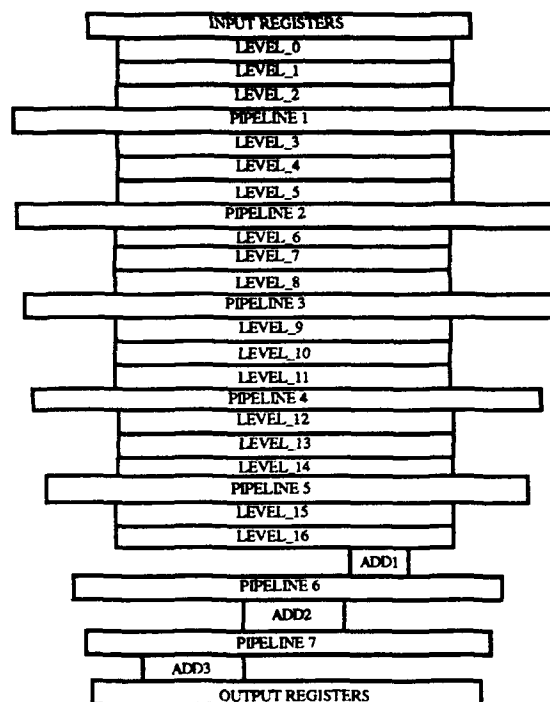 INPUT REGISTERS
LEVEL_0
LEVEL_1
LEVEL_2
PIPELINE 1
LEVEL_3
LEVEL_4
LEVEL_5
PIPELINE 2
LEVEL_6
LEVEL_7
LEVEL_8
PIPELINE 3
LEVEL_9
LEVEL_10
LEVEL_11
PIPELINE 4
LEVEL_12
LEVEL_13
LEVEL_14
PIPELINE 5
LEVEL_15
LEVEL_16
ADD1
PIPELINE 6
ADD2
PIPELINE 7
ADD3
OUTPUT REGISTERS